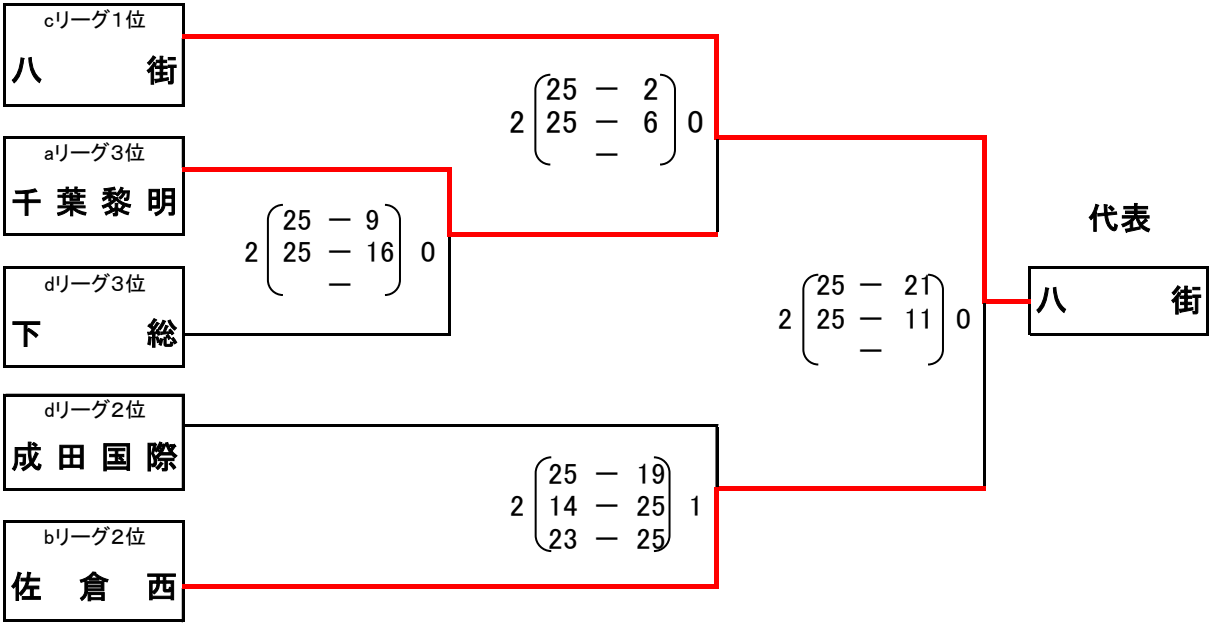 cリーグ１位
八街
aリーグ３位
千葉黎明
dリーグ３位
下総
dリーグ２位
成田国際
bリーグ２位
佐倉西
25 － 9
2 25 － 16 0
－
25 － 2
2 25 － 6 0
－
25 － 19
2 14 － 25 1
23 － 25
25 － 21
2 25 － 11 0
－
代表
八街